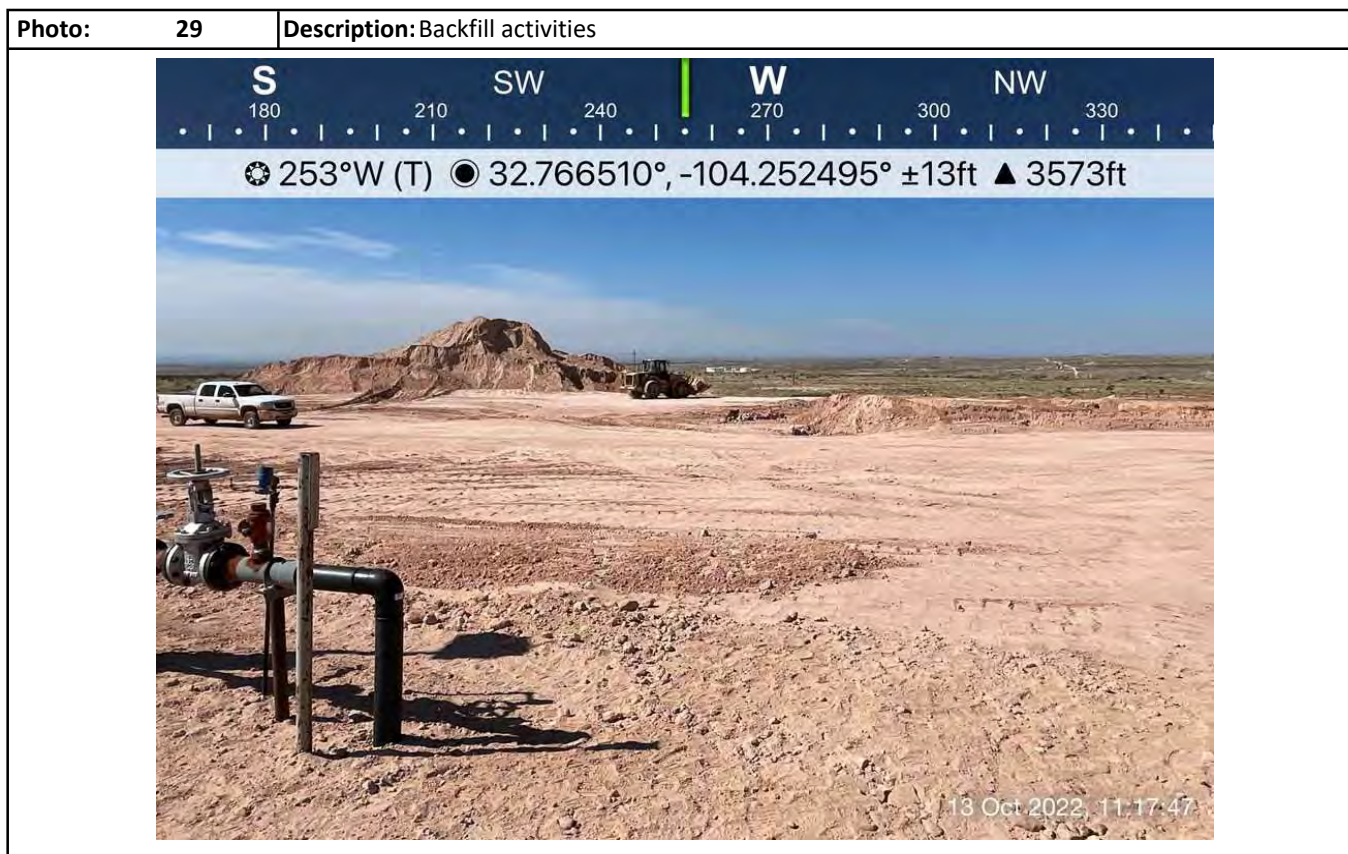 Photo: 29 Description: Backfill activities
S SW W NW
180 210 240 270 300 330
253°W (T) 32.766510°, -104.252495° ±13ft ▲ 3573ft
13 Oct 2022, 11:17:47